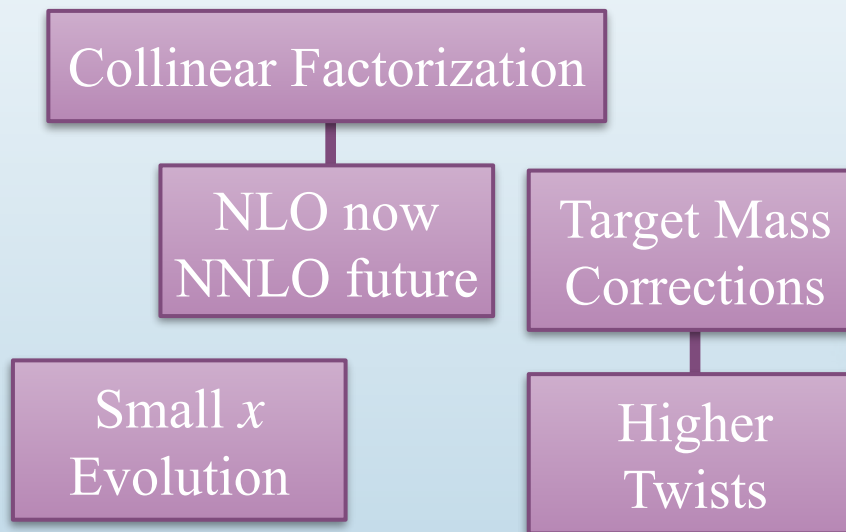 Collinear Factorization
NLO now
NNLO future
Target Mass
Corrections
Small x
Evolution
Higher
Twists